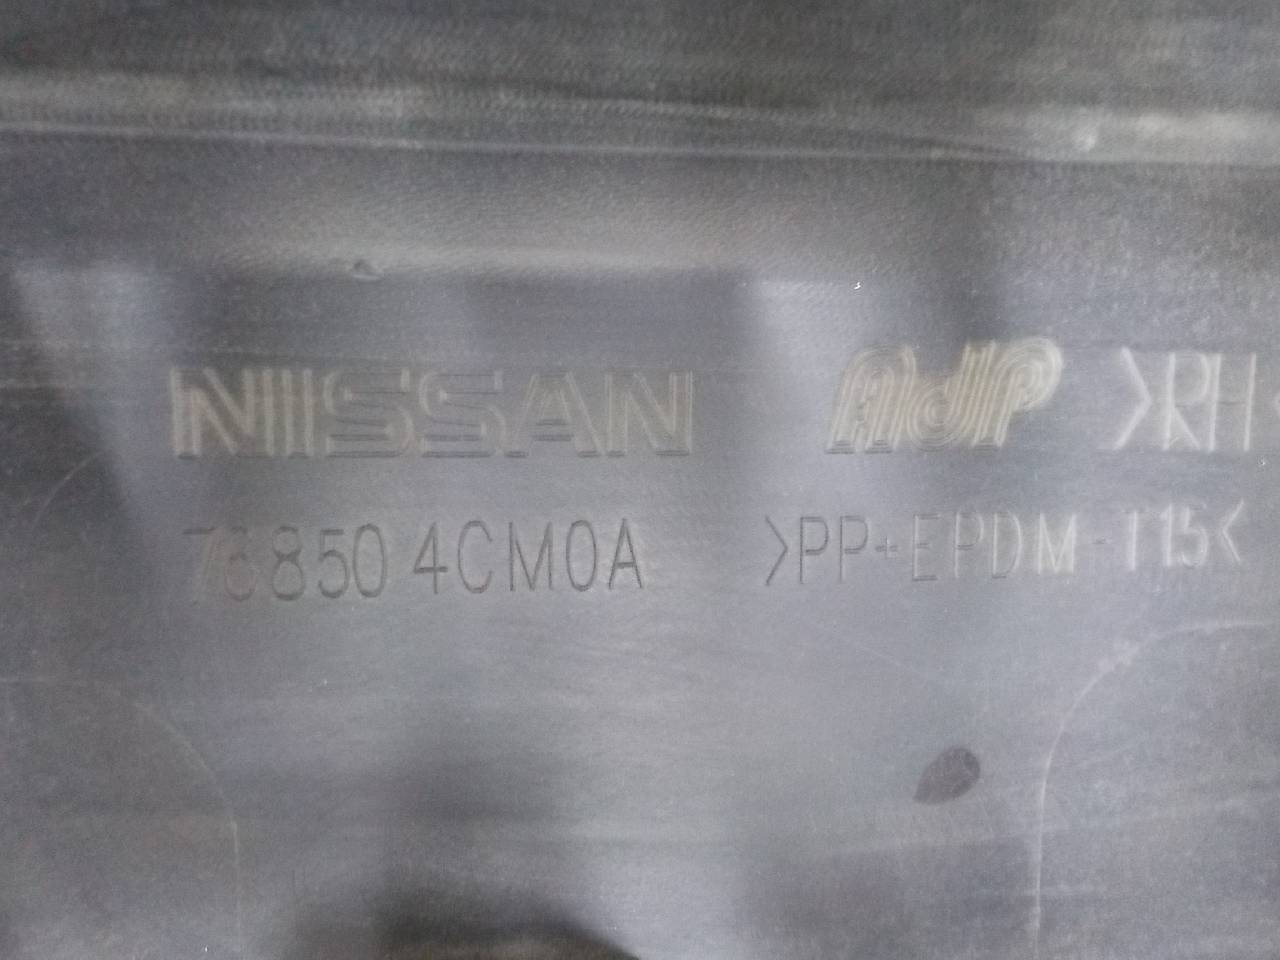 NISSAN AdP >RH
76850 4CM0A >PP+EPDM-T15<